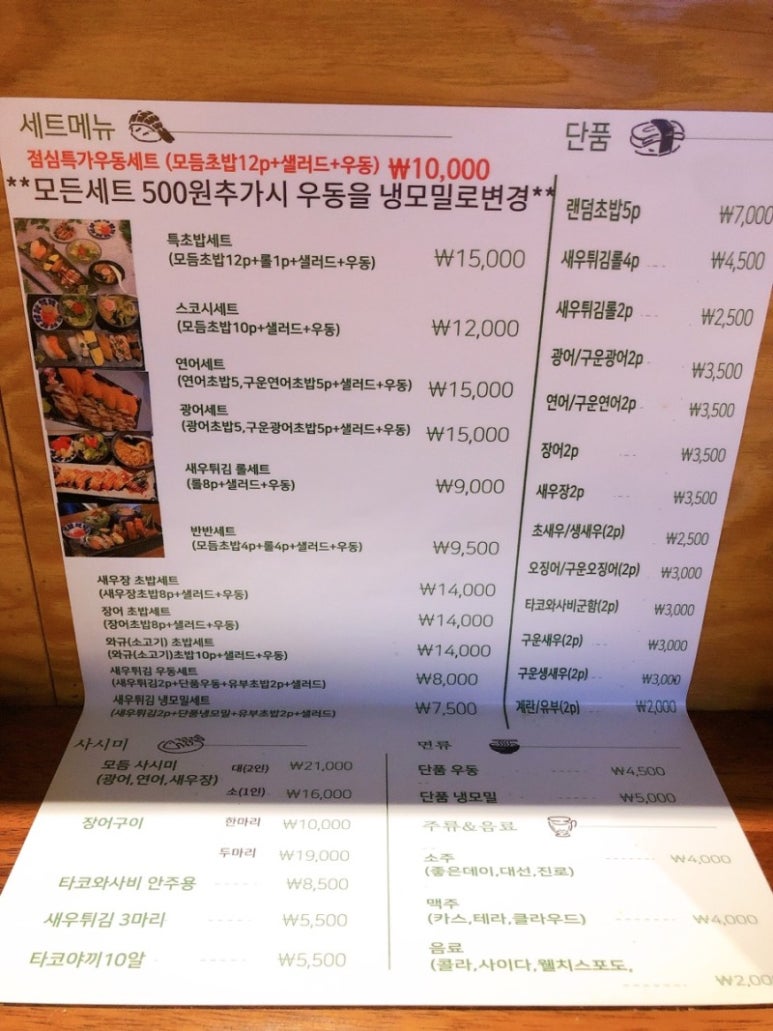 세트메뉴
점심특가우동세트 (모듬초밥12p+샐러드+우동) ₩10,000
**모든세트 500원추가시 우동을 냉모밀로변경**
특초밥세트
(모듬초밥12p+롤1p+샐러드+우동) ₩15,000
스코시세트
(모듬초밥10p+샐러드+우동) ₩12,000
연어세트
(연어초밥5,구운연어초밥5p+샐러드+우동) ₩15,000
광어세트
(광어초밥5,구운광어초밥5p+샐러드+우동) ₩15,000
새우튀김 롤세트
(롤8p+샐러드+우동) ₩9,000
반반세트
(모듬초밥4p+롤4p+샐러드+우동) ₩9,500
새우장 초밥세트
(새우장초밥8p+샐러드+우동) ₩14,000
장어 초밥세트
(장어초밥8p+샐러드+우동) ₩14,000
와규(소고기) 초밥세트
(와규(소고기)초밥10p+샐러드+우동) ₩14,000
새우튀김 우동세트
(새우튀김2p+단품우동+유부초밥2p+샐러드) ₩8,000
새우튀김 냉모밀세트
(새우튀김2p+단품냉모밀+유부초밥2p+샐러드) ₩7,500
단품
랜덤초밥5p ₩7,000
새우튀김롤4p ₩4,500
새우튀김롤2p ₩2,500
광어/구운광어2p ₩3,500
연어/구운연어2p ₩3,500
장어2p ₩3,500
새우장2p ₩3,500
초새우/생새우(2p) ₩2,500
오징어/구운오징어(2p) ₩3,000
타코와사비군함(2p) ₩3,000
구운새우(2p) ₩3,000
구운생새우(2p) ₩3,000
계란/유부(2p) ₩2,000
사시미
모듬 사시미 대(2인) ₩21,000
(광어,연어,새우장)
소(1인) ₩16,000
장어구이 한마리 ₩10,000
두마리 ₩19,000
타코와사비 안주용 ₩8,500
새우튀김 3마리 ₩5,500
타코야끼10알 ₩5,500
면류
단품 우동 ₩4,500
단품 냉모밀 ₩5,000
주류&음료
소주 ₩4,000
(좋은데이,대선,진로)
맥주
(카스,테라,클라우드) ₩4,000
음료
(콜라,사이다,웰치스포도,
₩2,000